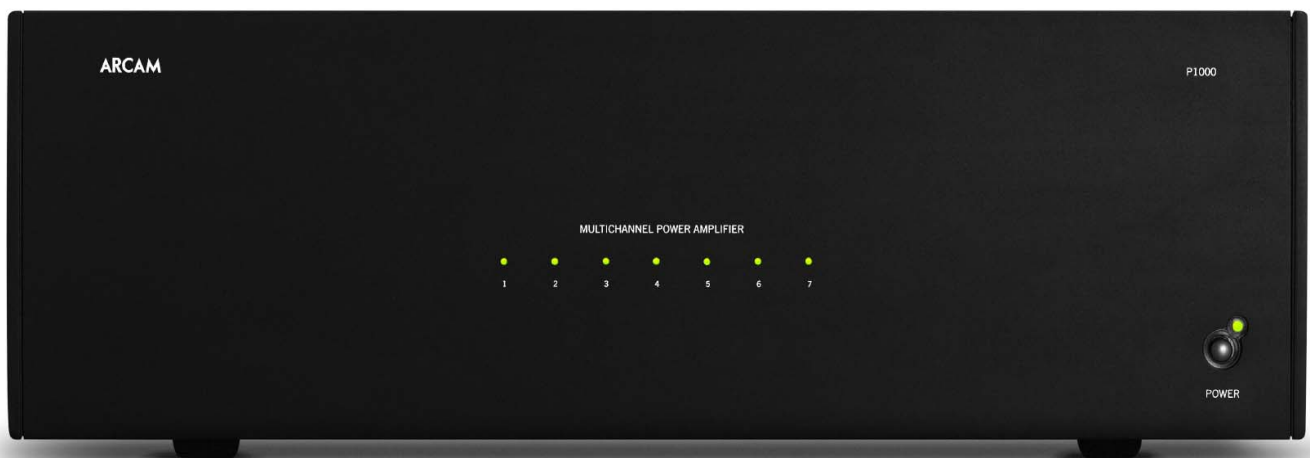 ARCAM
P1000
MULTICHANNEL POWER AMPLIFIER
1 2 3 4 5 6 7
POWER